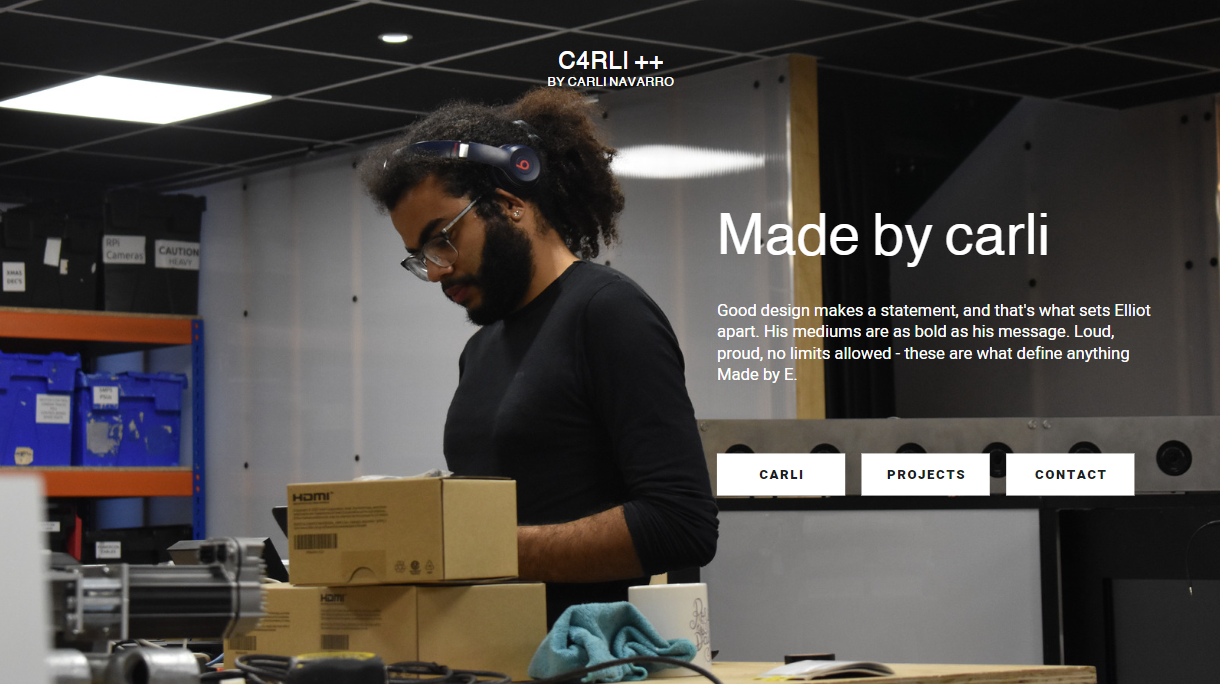 C4RLI ++
BY CARLI NAVARRO
Made by carli
Good design makes a statement, and that's what sets Elliot
apart. His mediums are as bold as his message. Loud,
proud, no limits allowed - these are what define anything
Made by E.
CARLI
PROJECTS
CONTACT
RPi
Cameras
CAUTION
HEAVY
XMAS
DEC'S
HDMI
HDMI